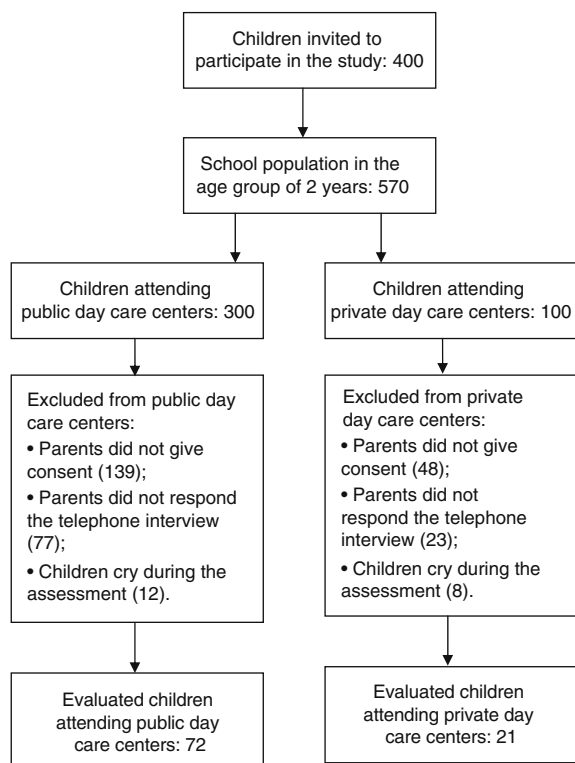 Children invited to
participate in the study: 400
School population in the
age group of 2 years: 570
Children attending
public day care centers: 300
Children attending
private day care centers: 100
Excluded from public day
care centers:
• Parents did not give
consent (139);
• Parents did not respond
the telephone interview
(77);
• Children cry during the
assessment (12).
Excluded from private
day care centers:
• Parents did not give
consent (48);
• Parents did not
respond the telephone
interview (23);
• Children cry during the
assessment (8).
Evaluated children
attending public day
care centers: 72
Evaluated children
attending private day
care centers: 21